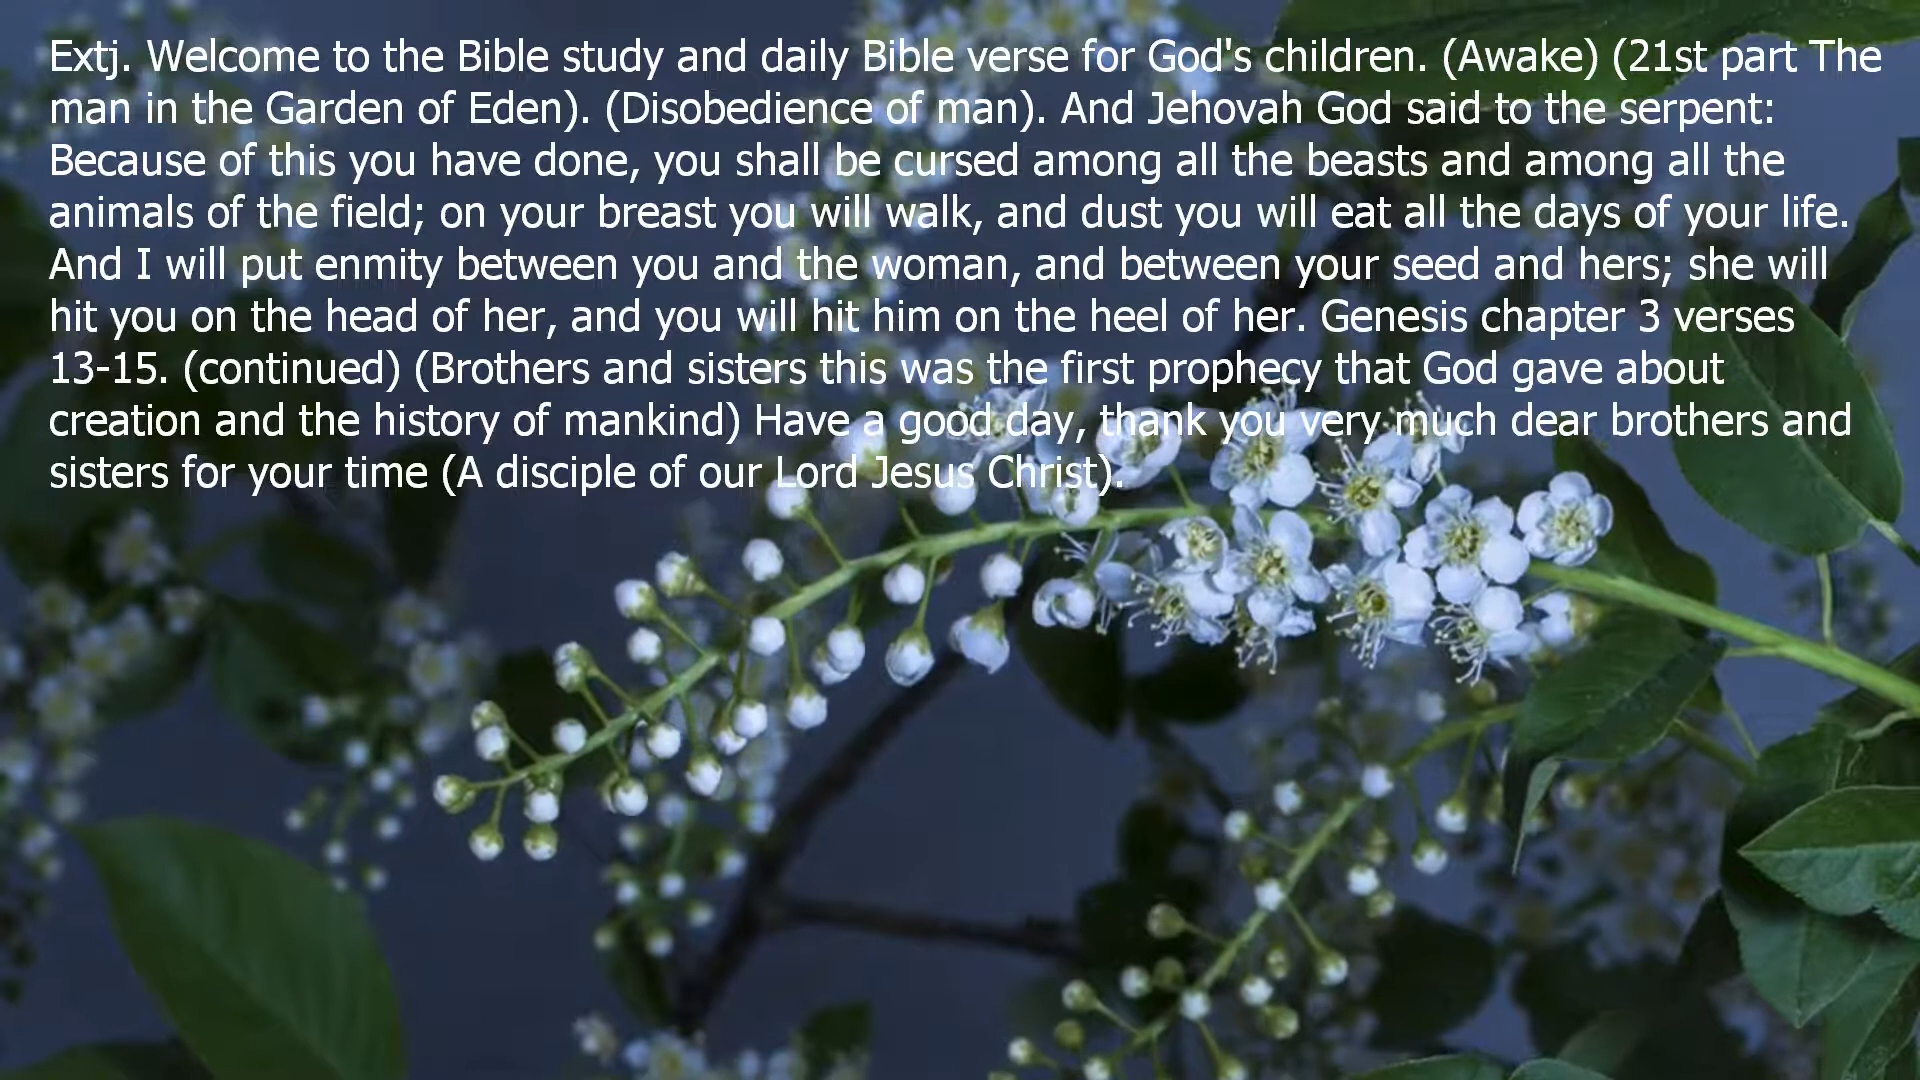 Extj. Welcome to the Bible study and daily Bible verse for God's children. (Awake) (21st part The
man in the Garden of Eden). (Disobedience of man). And Jehovah God said to the serpent:
Because of this you have done, you shall be cursed among all the beasts and among all the
animals of the field; on your breast you will walk, and dust you will eat all the days of your life.
And I will put enmity between you and the woman, and between your seed and hers; she will
hit you on the head of her, and you will hit him on the heel of her. Genesis chapter 3 verses
13-15. (continued) (Brothers and sisters this was the first prophecy that God gave about
creation and the history of mankind) Have a good day, thank you very much dear brothers and
sisters for your time (A disciple of our Lord Jesus Christ).